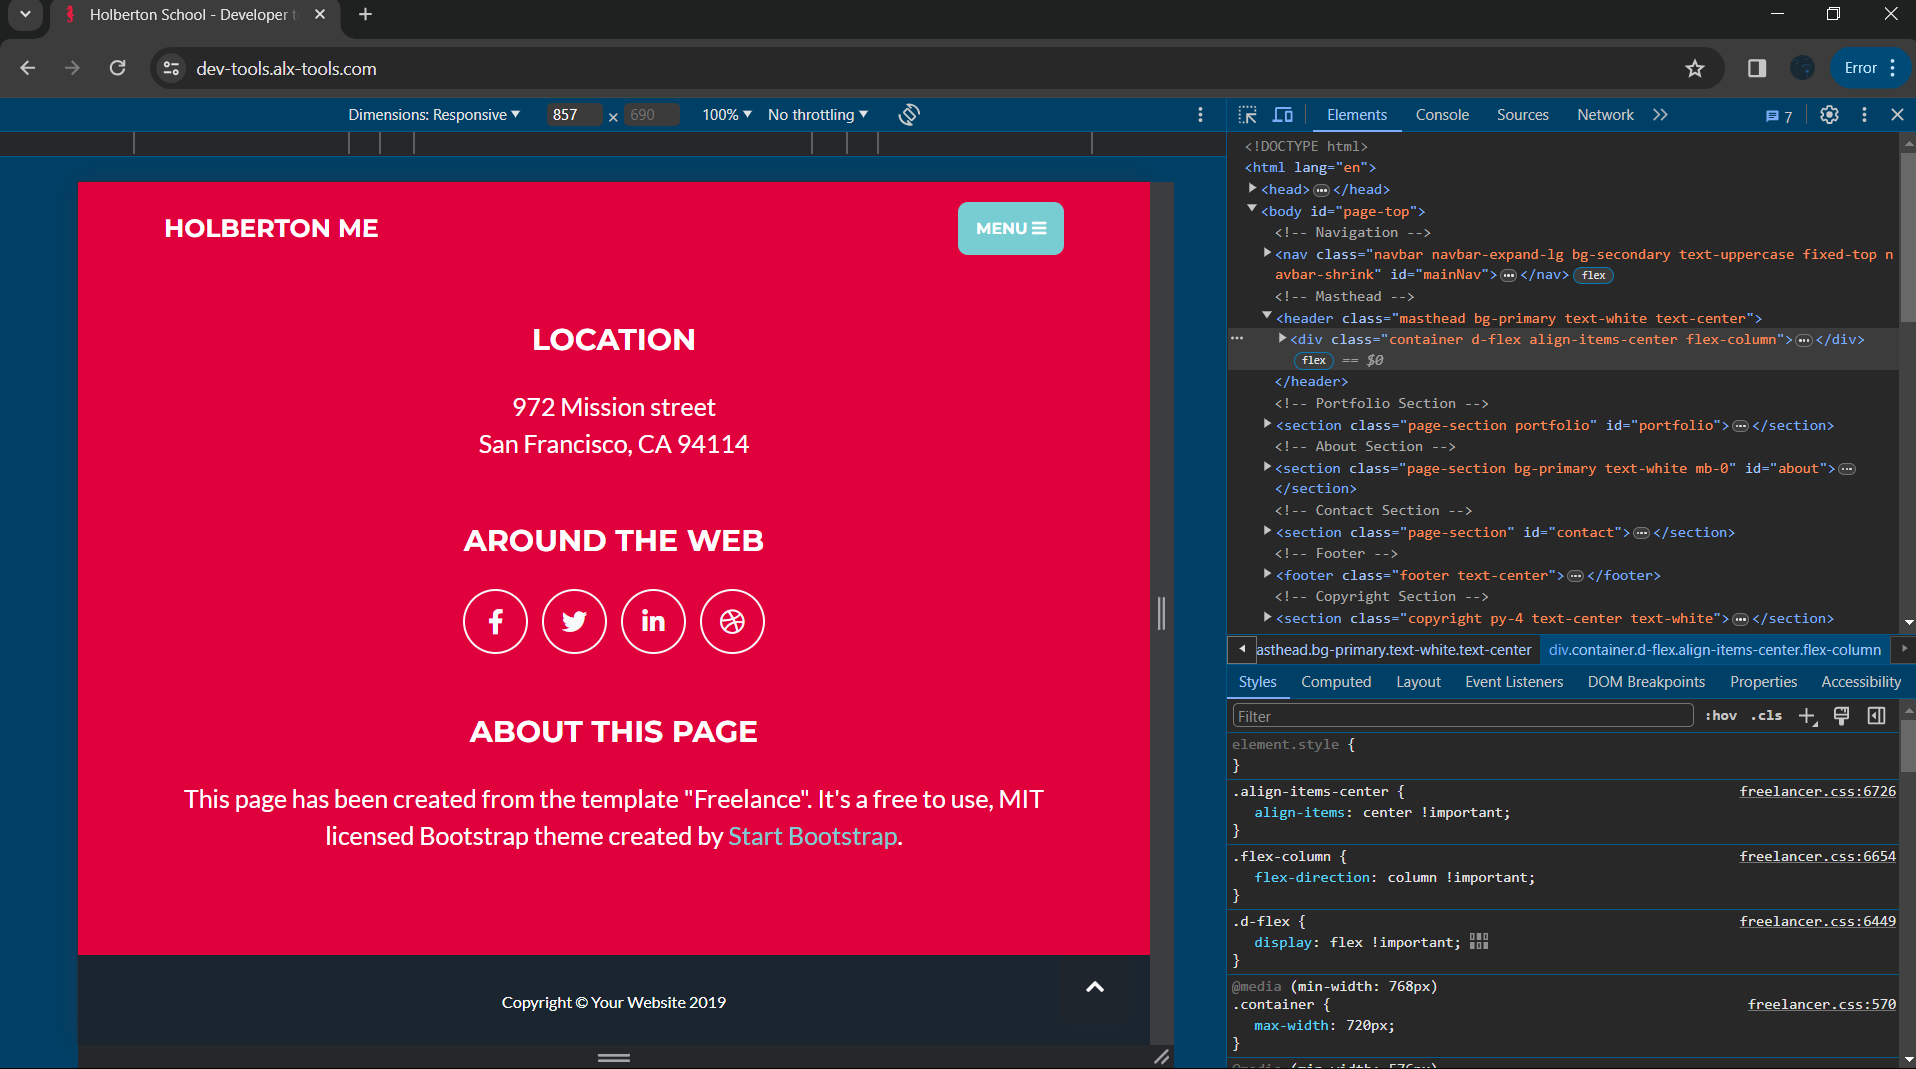 Holberton School - Developer t
dev-tools.alx-tools.com
Error
Dimensions: Responsive
857 × 690
100%
No throttling
HOLBERTON ME
MENU
LOCATION
972 Mission street
San Francisco, CA 94114
AROUND THE WEB
ABOUT THIS PAGE
This page has been created from the template "Freelance". It's a free to use, MIT
licensed Bootstrap theme created by Start Bootstrap.
Copyright © Your Website 2019
Elements Console Sources Network 7
<!DOCTYPE html>
<html lang="en">
<head> </head>
<body id="page-top">
<!-- Navigation -->
<nav class="navbar navbar-expand-lg bg-secondary text-uppercase fixed-top n
avbar-shrink" id="mainNav"> </nav> flex
<!-- Masthead -->
<header class="masthead bg-primary text-white text-center">
<div class="container d-flex align-items-center flex-column"> </div>
flex == $0
</header>
<!-- Portfolio Section -->
<section class="page-section portfolio" id="portfolio"> </section>
<!-- About Section -->
<section class="page-section bg-primary text-white mb-0" id="about">
</section>
<!-- Contact Section -->
<section class="page-section" id="contact"> </section>
<!-- Footer -->
<footer class="footer text-center"> </footer>
<!-- Copyright Section -->
<section class="copyright py-4 text-center text-white"> </section>
asthead.bg-primary.text-white.text-center div.container.d-flex.align-items-center.flex-column
Styles Computed Layout Event Listeners DOM Breakpoints Properties Accessibility
Filter :hov .cls
element.style {
}
.align-items-center { freelancer.css:6726
align-items: center !important;
}
.flex-column { freelancer.css:6654
flex-direction: column !important;
}
.d-flex { freelancer.css:6449
display: flex !important;
}
@media (min-width: 768px)
.container { freelancer.css:570
max-width: 720px;
}
@media (min-width: 576px)